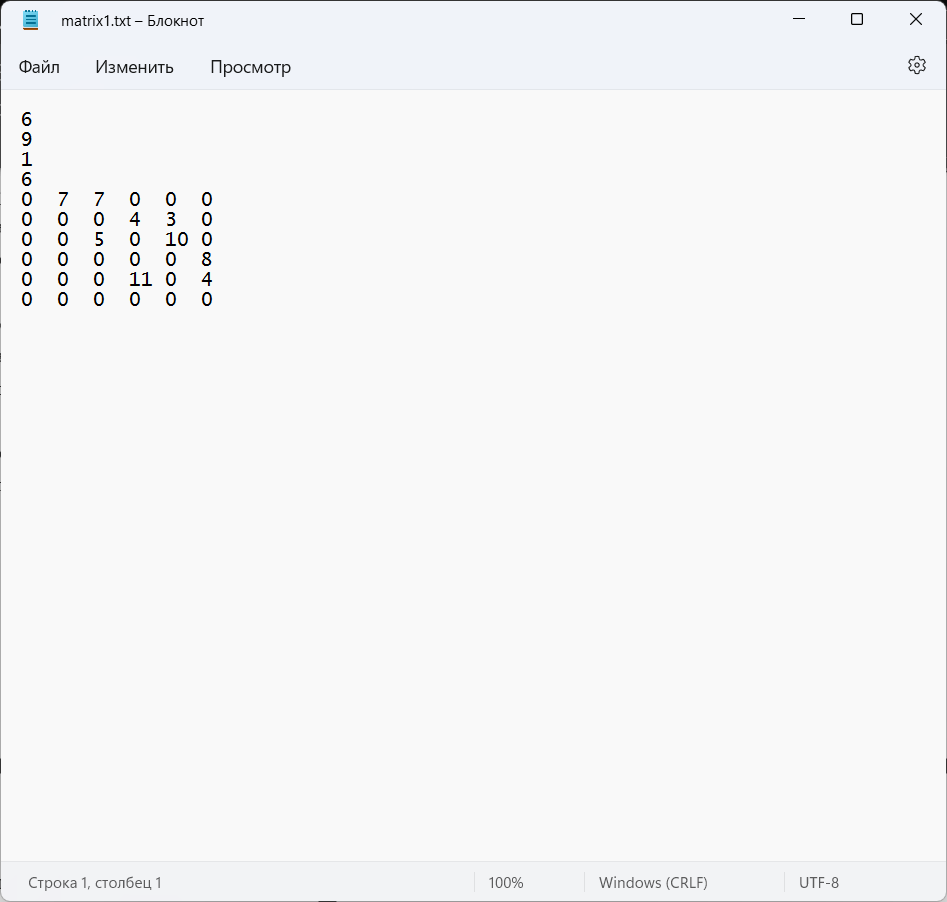 matrix1.txt – Блокнот
Файл Изменить Просмотр
6
9
1
6
0 7 7 0 0 0
0 0 0 4 3 0
0 0 5 0 10 0
0 0 0 0 0 8
0 0 0 11 0 4
0 0 0 0 0 0
Строка 1, столбец 1 100% Windows (CRLF) UTF-8